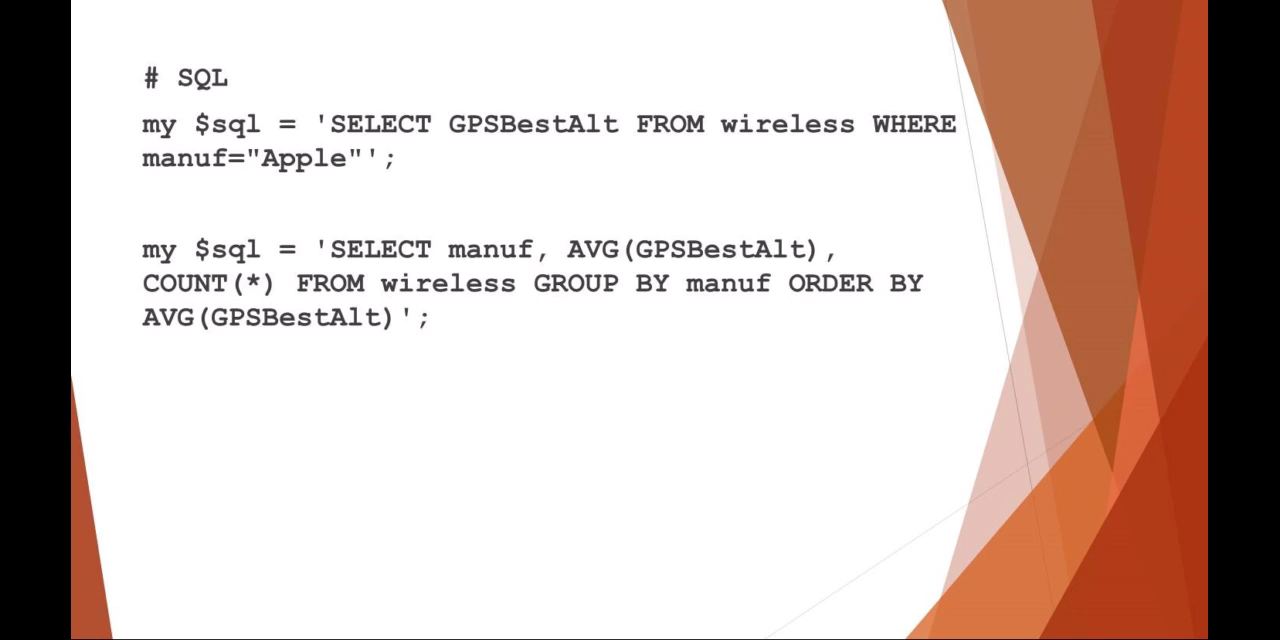 # SQL
my $sql = 'SELECT GPSBestAlt FROM wireless WHERE
manuf="Apple"';
my $sql = 'SELECT manuf, AVG(GPSBestAlt),
COUNT(*) FROM wireless GROUP BY manuf ORDER BY
AVG(GPSBestAlt)';